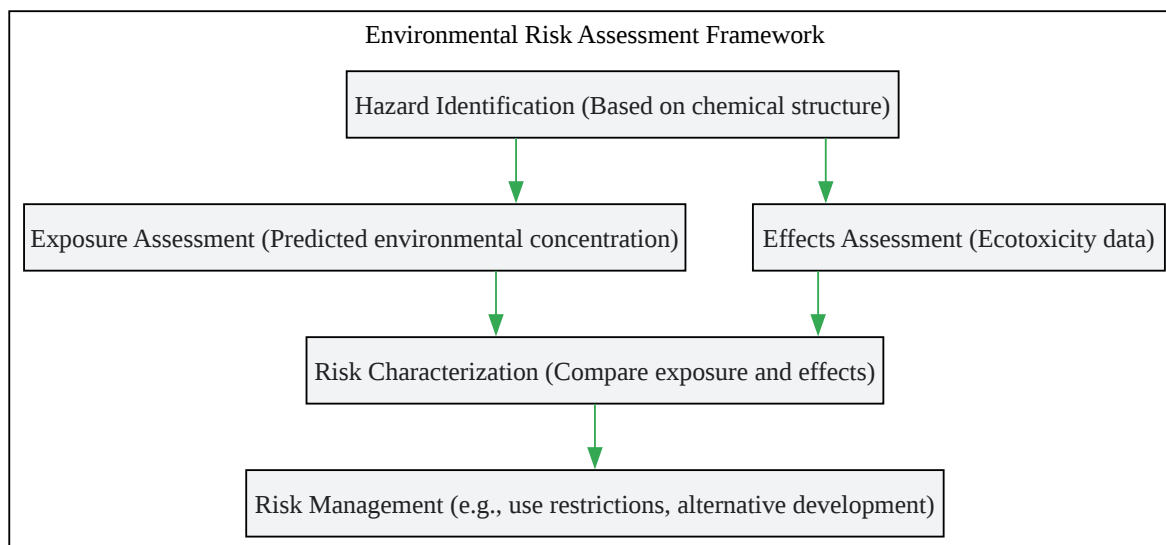 Environmental Risk Assessment Framework
Hazard Identification (Based on chemical structure)
Exposure Assessment (Predicted environmental concentration)
Effects Assessment (Ecotoxicity data)
Risk Characterization (Compare exposure and effects)
Risk Management (e.g., use restrictions, alternative development)